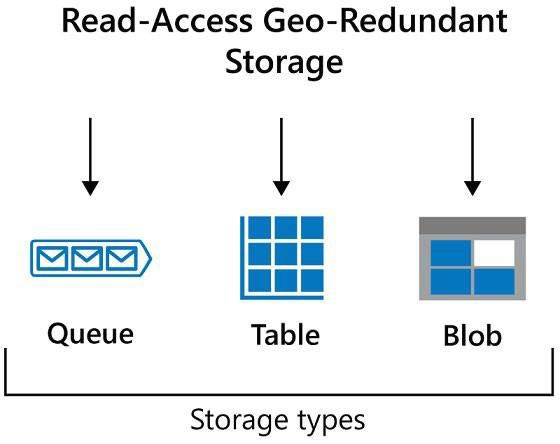 Read-Access Geo-Redundant
Storage
Queue
Table
Blob
Storage types